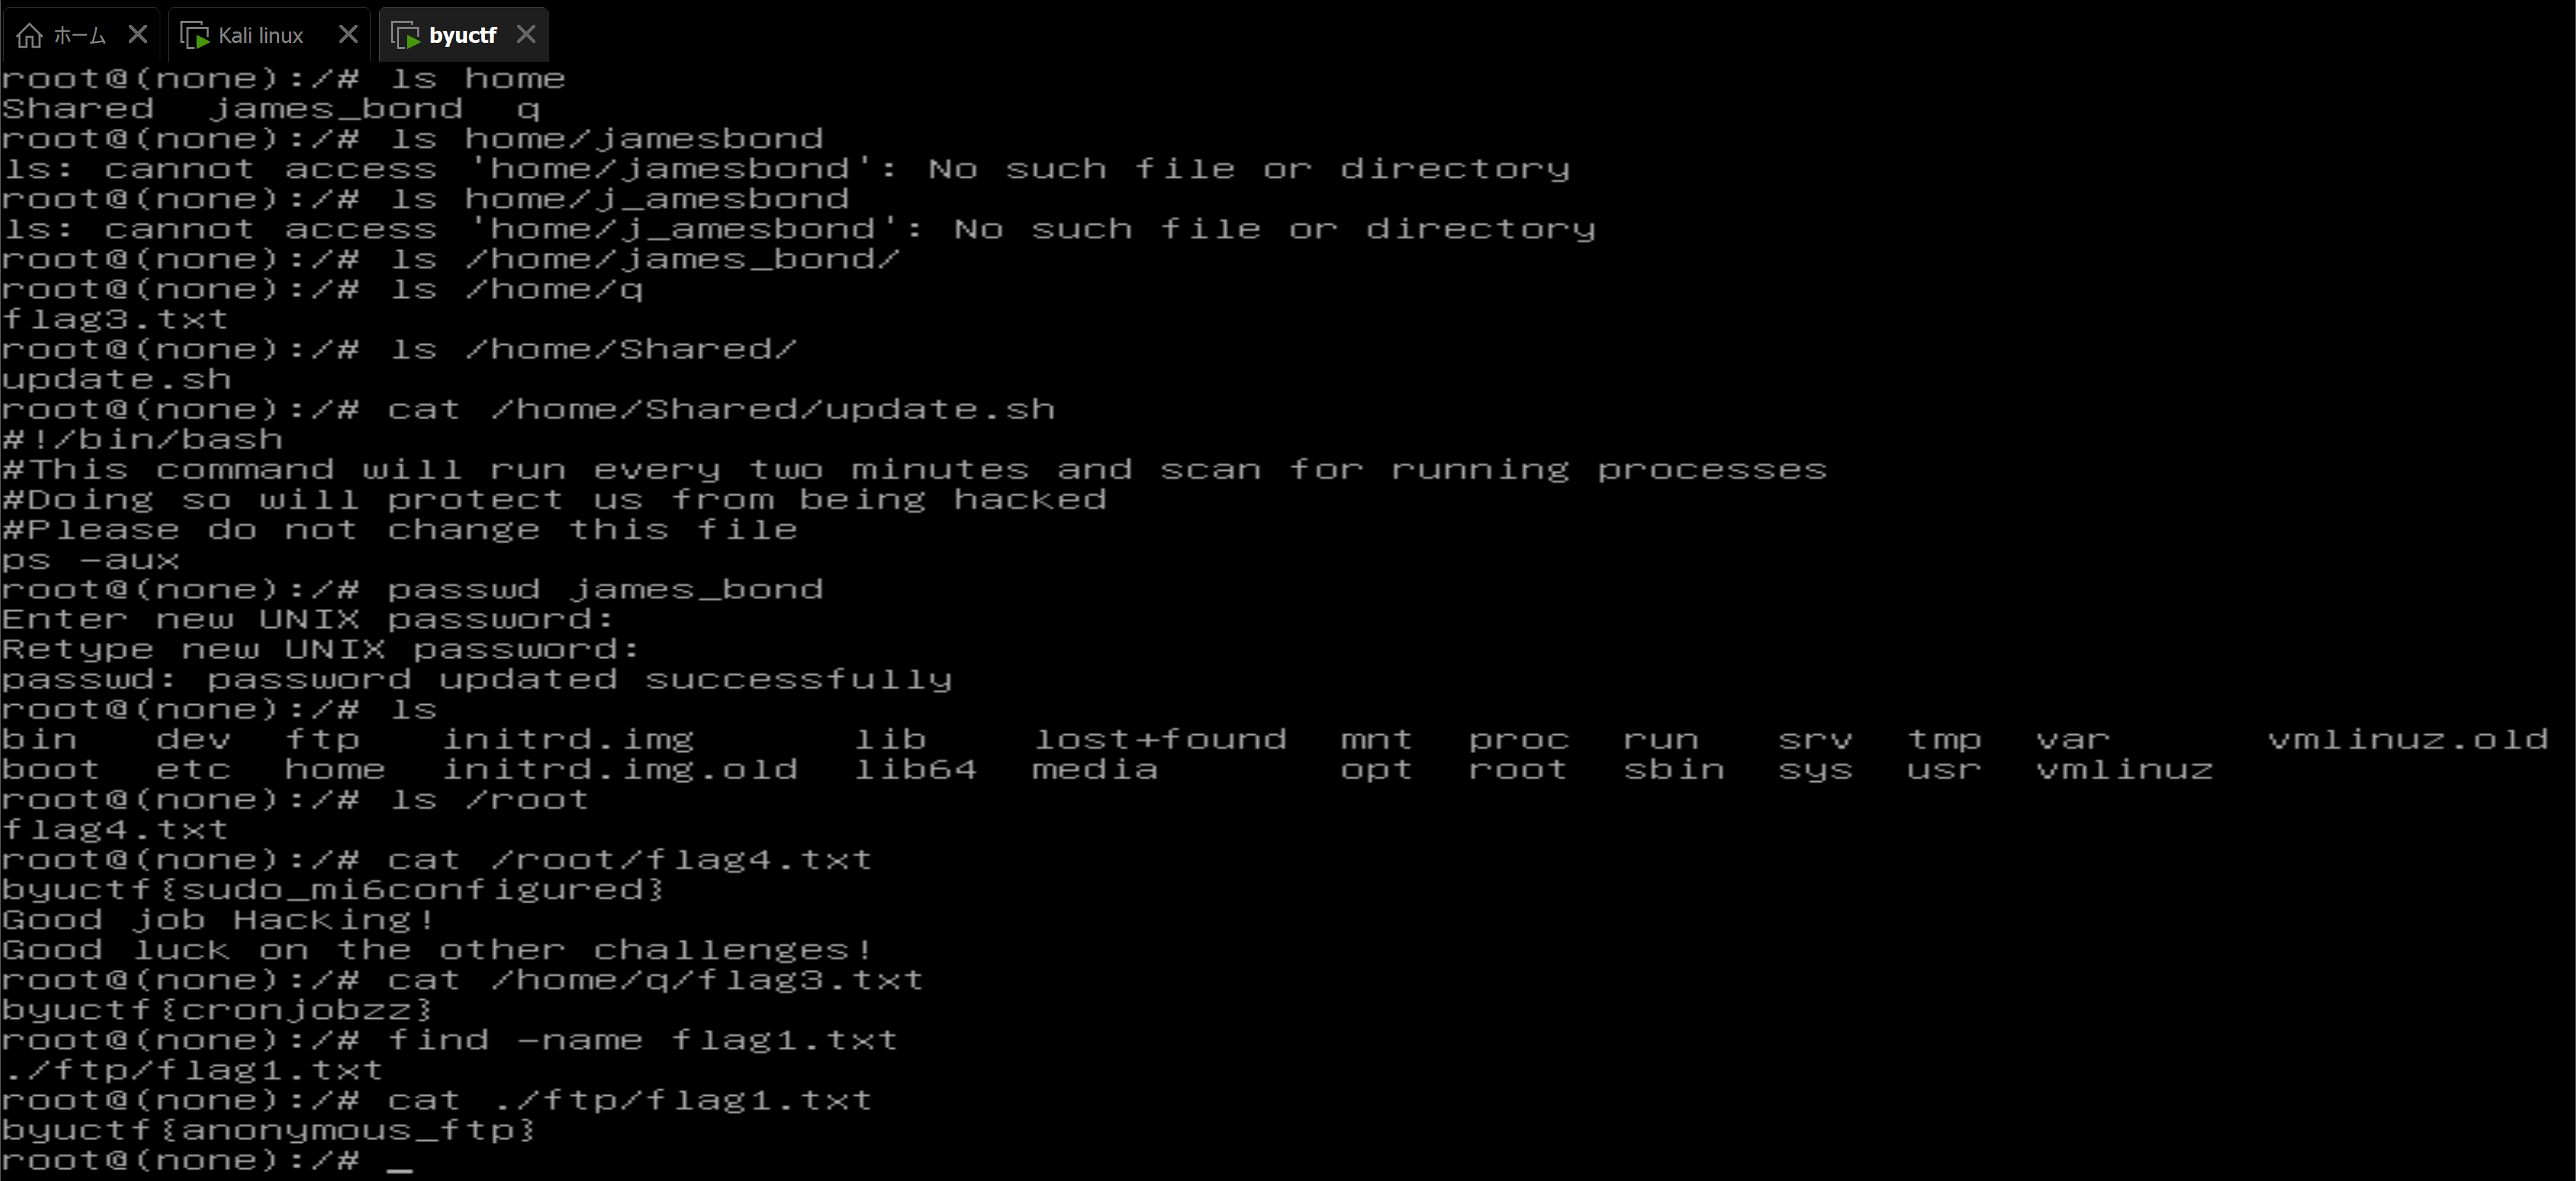 ホーム Kali linux byuctf
root@(none):/# ls home
Shared  james_bond  q
root@(none):/# ls home/jamesbond
ls: cannot access 'home/jamesbond': No such file or directory
root@(none):/# ls home/j_amesbond
ls: cannot access 'home/j_amesbond': No such file or directory
root@(none):/# ls /home/james_bond/
root@(none):/# ls /home/q
flag3.txt
root@(none):/# ls /home/Shared/
update.sh
root@(none):/# cat /home/Shared/update.sh
#!/bin/bash
#This command will run every two minutes and scan for running processes
#Doing so will protect us from being hacked
#Please do not change this file
ps -aux
root@(none):/# passwd james_bond
Enter new UNIX password:
Retype new UNIX password:
passwd: password updated successfully
root@(none):/# ls
bin   dev  ftp   initrd.img      lib    lost+found  mnt  proc  run   srv  tmp  var      vmlinuz.old
boot  etc  home  initrd.img.old  lib64  media       opt  root  sbin  sys  usr  vmlinuz
root@(none):/# ls /root
flag4.txt
root@(none):/# cat /root/flag4.txt
byuctf{sudo_mi6configured}
Good job Hacking!
Good luck on the other challenges!
root@(none):/# cat /home/q/flag3.txt
byuctf{cronjobzz}
root@(none):/# find -name flag1.txt
./ftp/flag1.txt
root@(none):/# cat ./ftp/flag1.txt
byuctf{anonymous_ftp}
root@(none):/# _